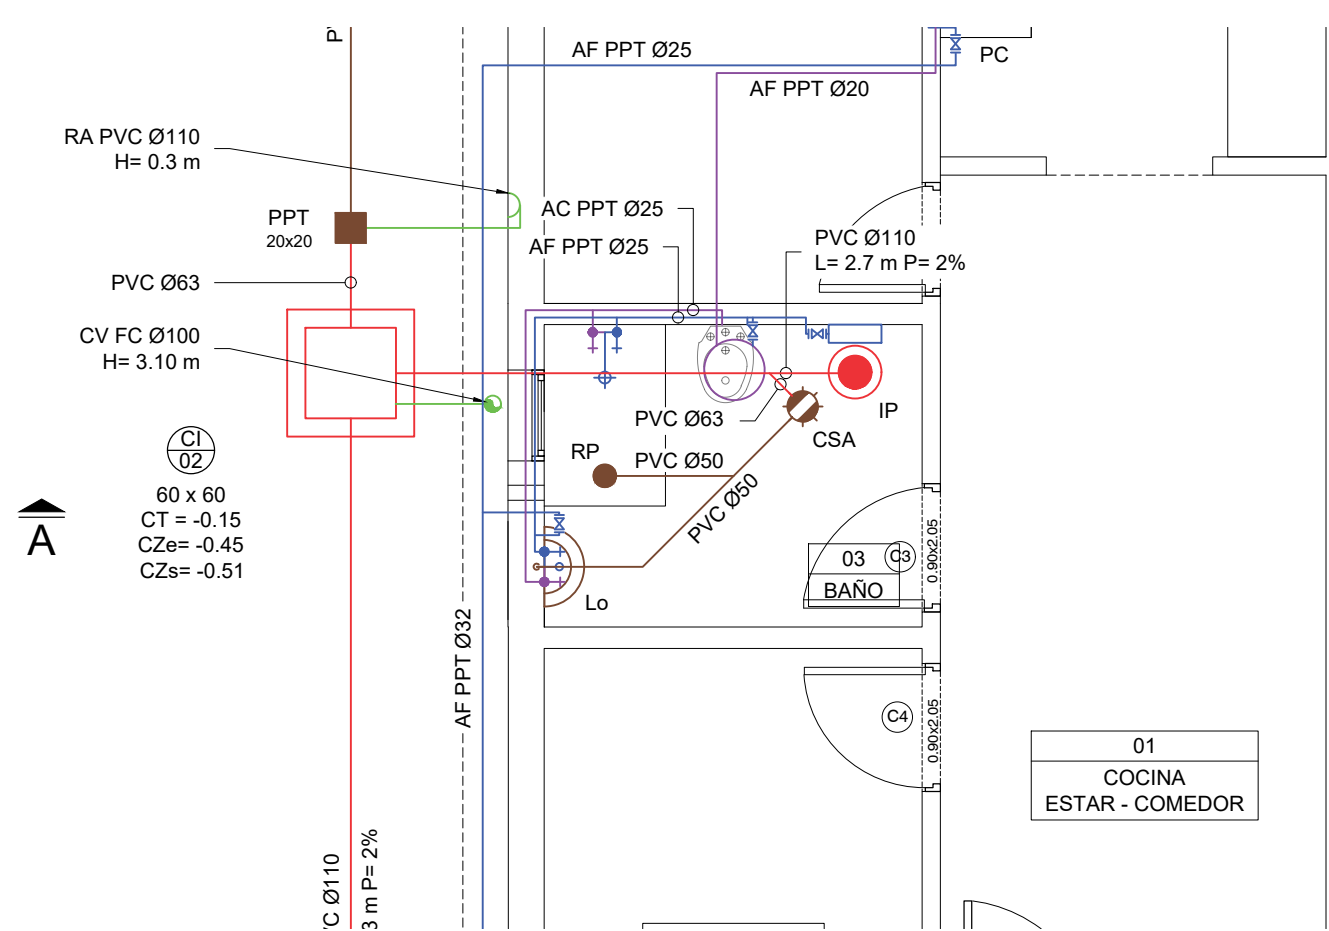 AF PPT Ø25
PC
AF PPT Ø20
RA PVC Ø110
H= 0.3 m
AC PPT Ø25
PPT
20x20
AF PPT Ø25
PVC Ø110
L= 2.7 m P= 2%
PVC Ø63
CV FC Ø100
H= 3.10 m
PVC Ø63
IP
CSA
CI
02
RP
PVC Ø50
PVC Ø50
60 x 60
CT = -0.15
CZe= -0.45
CZs= -0.51
A
03
BAÑO
C3
0.90x2.05
Lo
AF PPT Ø32
C4
0.90x2.05
01
COCINA
ESTAR - COMEDOR
Ø110
m P= 2%